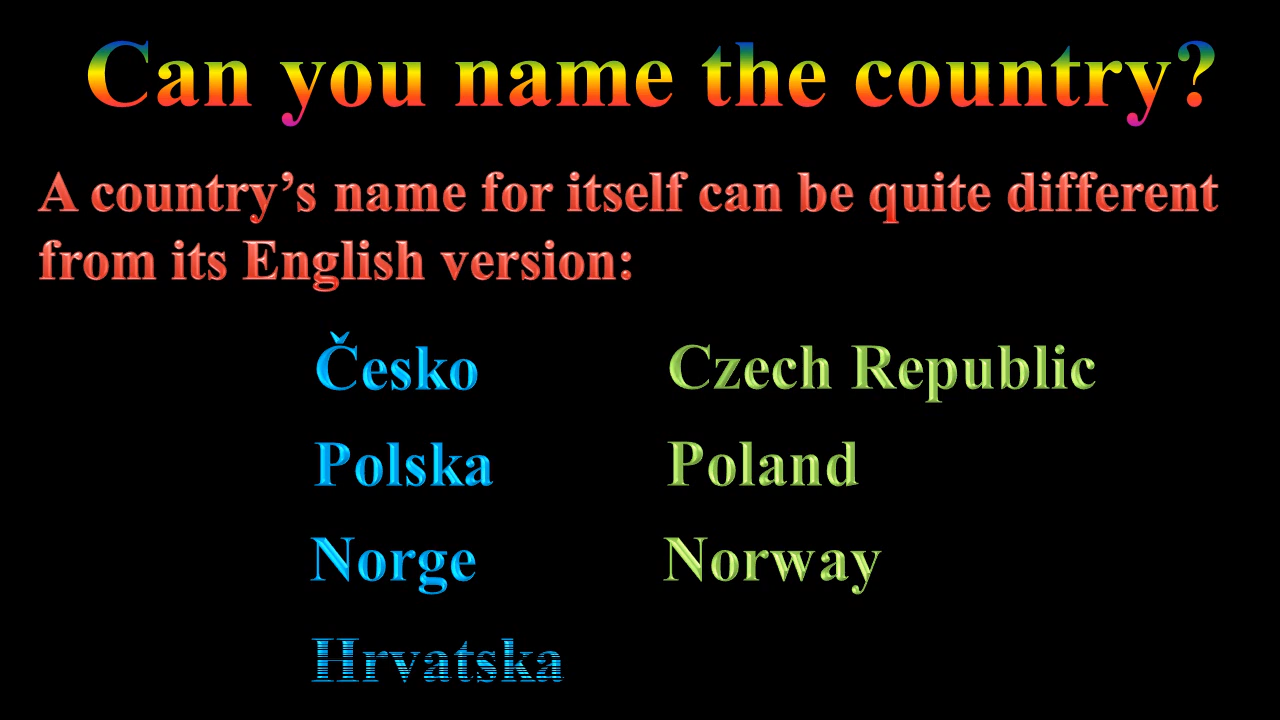 Can you name the country?
A country’s name for itself can be quite different
from its English version:
Česko Czech Republic
Polska Poland
Norge Norway
Hrvatska